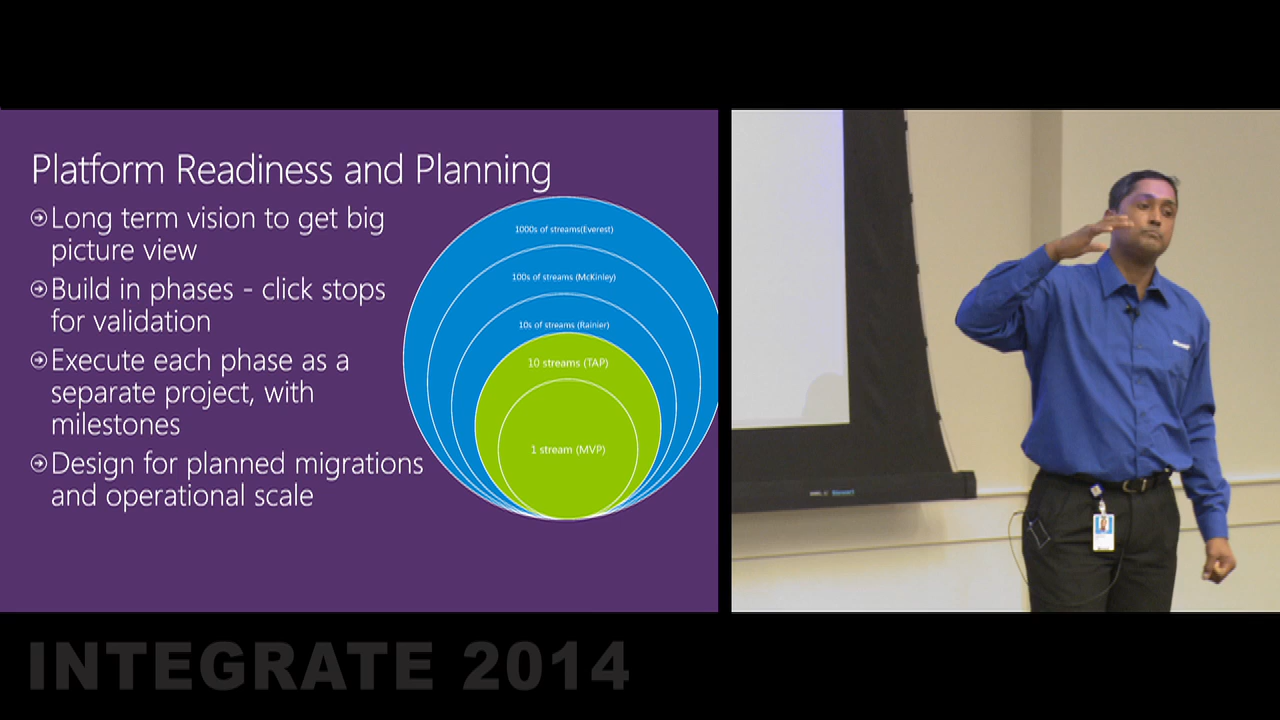 Platform Readiness and Planning
Long term vision to get big
picture view
Build in phases - click stops
for validation
Execute each phase as a
separate project, with
milestones
Design for planned migrations
and operational scale
1000s of streams(Everest)
100s of streams (McKinley)
10s of streams (Rainier)
10 streams (TAP)
1 stream (MVP)
INTEGRATE 2014